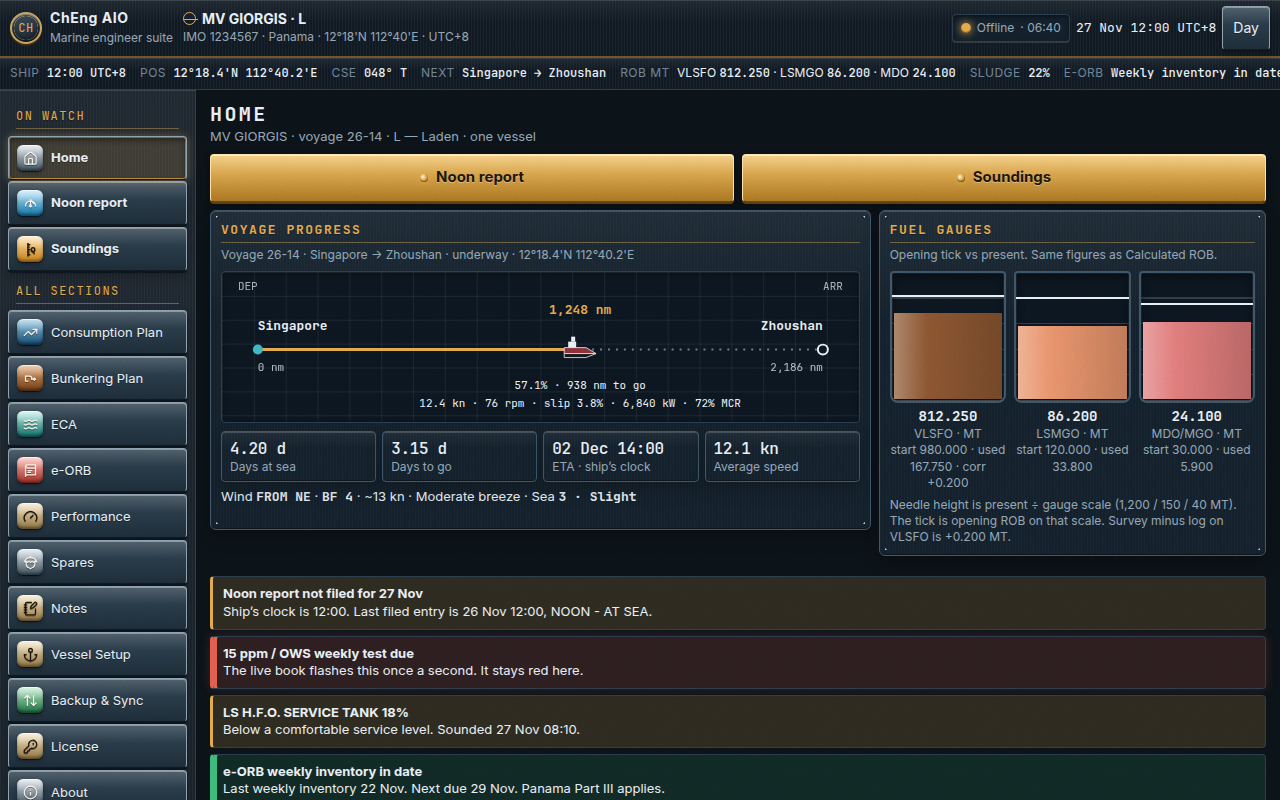 CH
ChEng AIO
Marine engineer suite
MV GIORGIS · L
IMO 1234567 · Panama · 12°18'N 112°40'E · UTC+8
Offline · 06:40
27 Nov 12:00 UTC+8
Day
SHIP 12:00 UTC+8 POS 12°18.4'N 112°40.2'E CSE 048° T NEXT Singapore → Zhoushan ROB MT VLSFO 812.250 · LSMGO 86.200 · MDO 24.100 SLUDGE 22% E-ORB Weekly inventory in date
ON WATCH
Home
Noon report
Soundings
ALL SECTIONS
Consumption Plan
Bunkering Plan
ECA
e-ORB
Performance
Spares
Notes
Vessel Setup
Backup & Sync
License
About
HOME
MV GIORGIS · voyage 26-14 · L — Laden · one vessel
Noon report
Soundings
VOYAGE PROGRESS
Voyage 26-14 · Singapore → Zhoushan · underway · 12°18.4'N 112°40.2'E
DEP
ARR
1,248 nm
Singapore
Zhoushan
0 nm
2,186 nm
57.1% · 938 nm to go
12.4 kn · 76 rpm · slip 3.8% · 6,840 kW · 72% MCR
4.20 d
Days at sea
3.15 d
Days to go
02 Dec 14:00
ETA · ship's clock
12.1 kn
Average speed
Wind FROM NE · BF 4 · ~13 kn · Moderate breeze · Sea 3 · Slight
FUEL GAUGES
Opening tick vs present. Same figures as Calculated ROB.
812.250
VLSFO · MT
start 980.000 · used
167.750 · corr
+0.200
86.200
LSMGO · MT
start 120.000 · used
33.800
24.100
MDO/MGO · MT
start 30.000 · used
5.900
Needle height is present ÷ gauge scale (1,200 / 150 / 40 MT).
The tick is opening ROB on that scale. Survey minus log on
VLSFO is +0.200 MT.
Noon report not filed for 27 Nov
Ship's clock is 12:00. Last filed entry is 26 Nov 12:00, NOON - AT SEA.
15 ppm / OWS weekly test due
The live book flashes this once a second. It stays red here.
LS H.F.O. SERVICE TANK 18%
Below a comfortable service level. Sounded 27 Nov 08:10.
e-ORB weekly inventory in date
Last weekly inventory 22 Nov. Next due 29 Nov. Panama Part III applies.